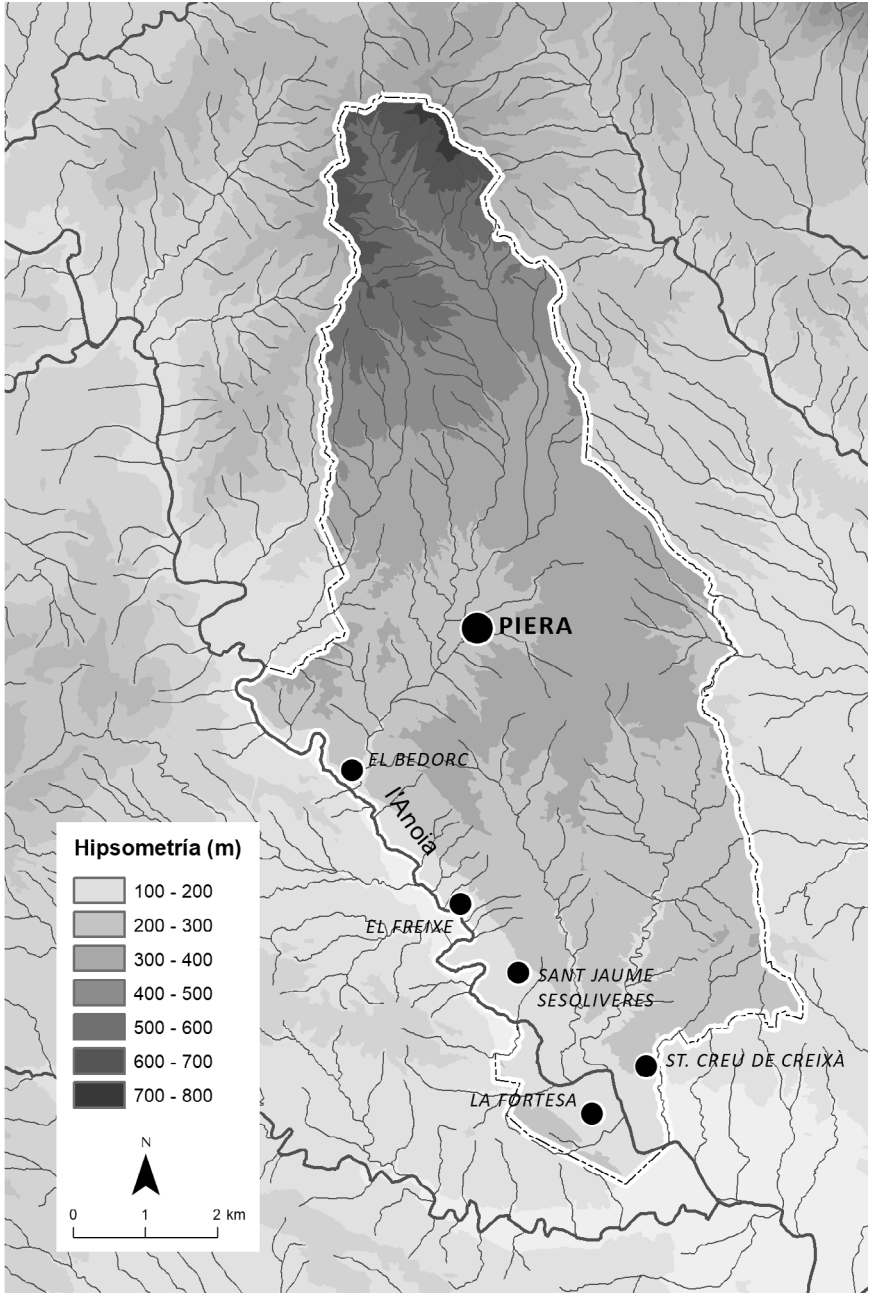 PIERA
EL BEDORC
l'Anoia
EL FREIXE
SANT JAUME
SESOLIVERES
ST. CREU DE CREIXÀ
LA FORTESA
Hipsometría (m)
100 - 200
200 - 300
300 - 400
400 - 500
500 - 600
600 - 700
700 - 800
N
0 1 2 km